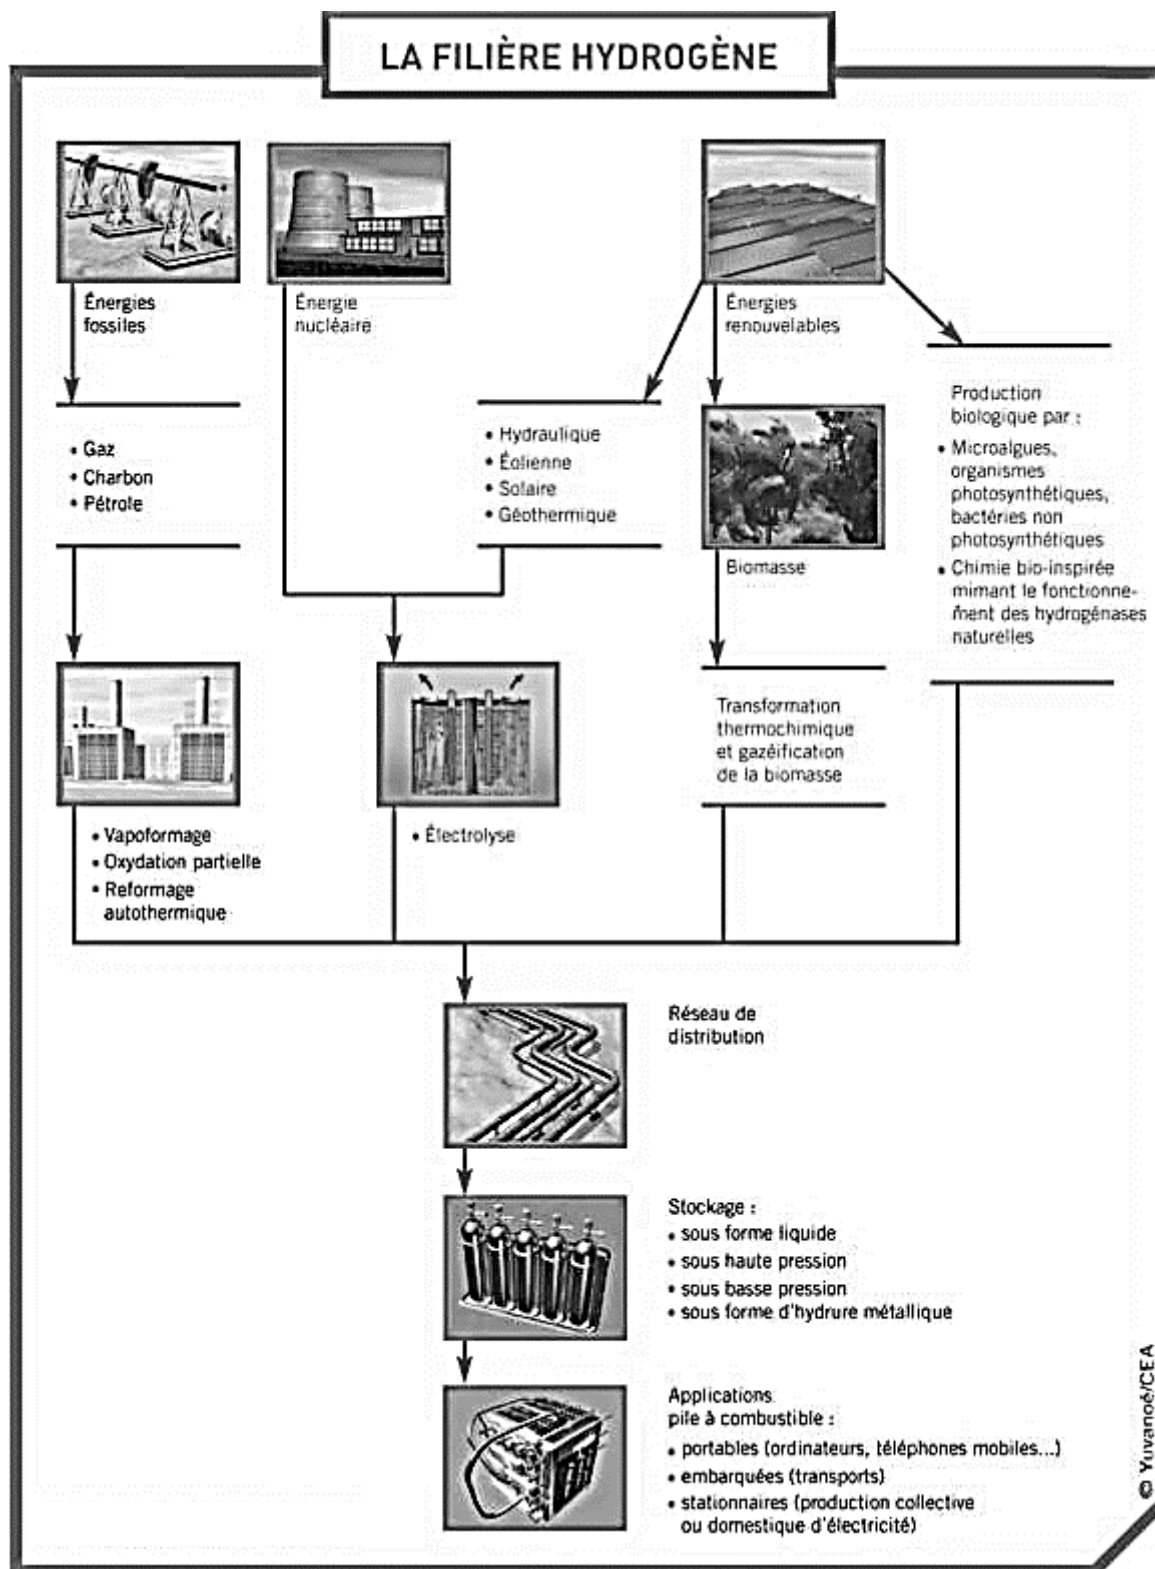 LA FILIÈRE HYDROGÈNE
Énergies
fossiles
Énergie
nucléaire
Énergies
renouvelables
• Gaz
• Charbon
• Pétrole
• Hydraulique
• Éolienne
• Solaire
• Géothermique
Biomasse
Production
biologique par :
• Microalgues,
organismes
photosynthétiques,
bactéries non
photosynthétiques
• Chimie bio-inspirée
mimant le fonctionne-
ment des hydrogénases
naturelles
• Vapoformage
• Oxydation partielle
• Reformage
autothermique
• Électrolyse
Transformation
thermochimique
et gazéification
de la biomasse
Réseau de
distribution
Stockage :
• sous forme liquide
• sous haute pression
• sous basse pression
• sous forme d'hydrure métallique
Applications
pile à combustible :
• portables (ordinateurs, téléphones mobiles...)
• embarquées (transports)
• stationnaires (production collective
ou domestique d'électricité)
© Yuvanoé/CEA